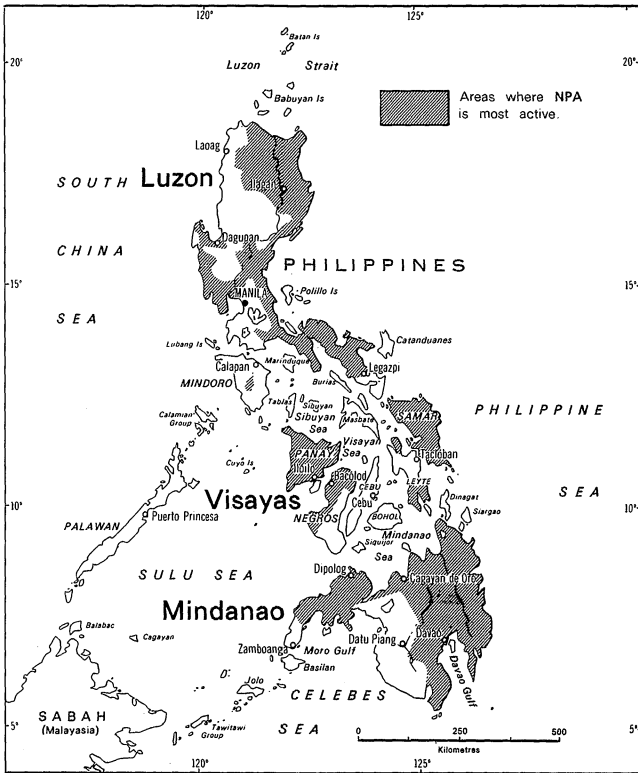 120°
125°
Batan Is
20°
Luzon Strait
20°
Babuyan Is
Areas where NPA
is most active.
Laoag
SOUTH
Luzon
Ilagan
CHINA
Dagupan
PHILIPPINES
15°
MANILA
Polillo Is
15°
SEA
Lubang Is
Catanduanes
Calapan
Marinduque
Legazpi
MINDORO
Burias
Tablas
Sibuyan
Sibuyan
Sea
Masbate
SAMAR
PHILIPPINE
Calamian
Group
Visayan
Sea
PANAY
Tacloban
Cuyo Is
Iloilo
Bacolod
LEYTE
SEA
CEBU
Cebu
Dinagat
10°
Visayas
10°
Siargao
PALAWAN
Puerto Princesa
NEGROS
BOHOL
Mindanao
Sea
Siquijor
SULU SEA
Dipolog
Cagayan de Oro
Mindanao
Balabac
Cagayan
Zamboanga
Moro Gulf
Datu Piang
Davao
Basilan
Davao Gulf
Jolo
CELEBES
SEA
SABAH
(Malayasia)
Tawitawi
Group
5°
5°
0
250
500
Kilometres
120°
125°